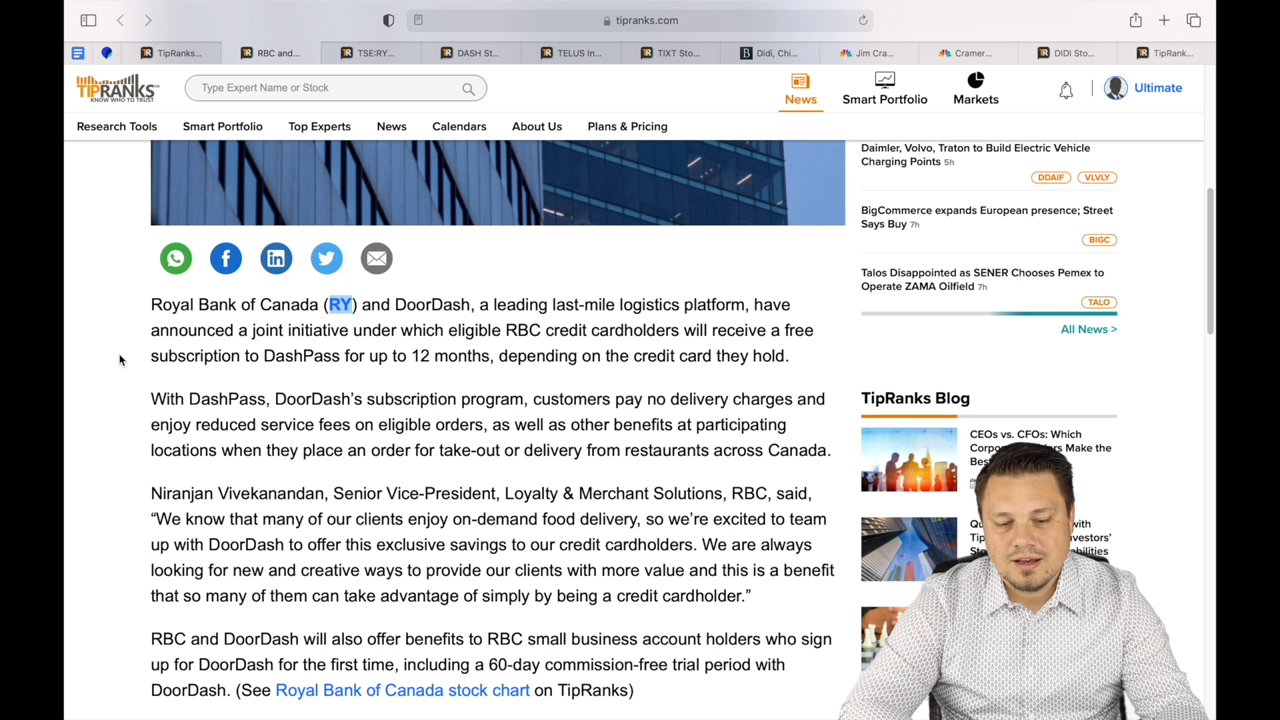 tipranks.com
TipRanks...
RBC and...
TSE:RY...
DASH St...
TELUS In...
TIXT Sto...
Didi, Chi...
Jim Cra...
Cramer...
DIDI Sto...
TipRank...
TIPRANKS
KNOW WHO TO TRUST
Type Expert Name or Stock
News
Smart Portfolio
Markets
Ultimate
Research Tools
Smart Portfolio
Top Experts
News
Calendars
About Us
Plans & Pricing
Royal Bank of Canada (RY) and DoorDash, a leading last-mile logistics platform, have
announced a joint initiative under which eligible RBC credit cardholders will receive a free
subscription to DashPass for up to 12 months, depending on the credit card they hold.
With DashPass, DoorDash’s subscription program, customers pay no delivery charges and
enjoy reduced service fees on eligible orders, as well as other benefits at participating
locations when they place an order for take-out or delivery from restaurants across Canada.
Niranjan Vivekanandan, Senior Vice-President, Loyalty & Merchant Solutions, RBC, said,
“We know that many of our clients enjoy on-demand food delivery, so we’re excited to team
up with DoorDash to offer this exclusive savings to our credit cardholders. We are always
looking for new and creative ways to provide our clients with more value and this is a benefit
that so many of them can take advantage of simply by being a credit cardholder.”
RBC and DoorDash will also offer benefits to RBC small business account holders who sign
up for DoorDash for the first time, including a 60-day commission-free trial period with
DoorDash. (See Royal Bank of Canada stock chart on TipRanks)
Daimler, Volvo, Traton to Build Electric Vehicle
Charging Points 5h
DDAIF
VLVLY
BigCommerce expands European presence; Street
Says Buy 7h
BIGC
Talos Disappointed as SENER Chooses Pemex to
Operate ZAMA Oilfield 7h
TALO
All News >
TipRanks Blog
CEOs vs. CFOs: Which
Make the
with